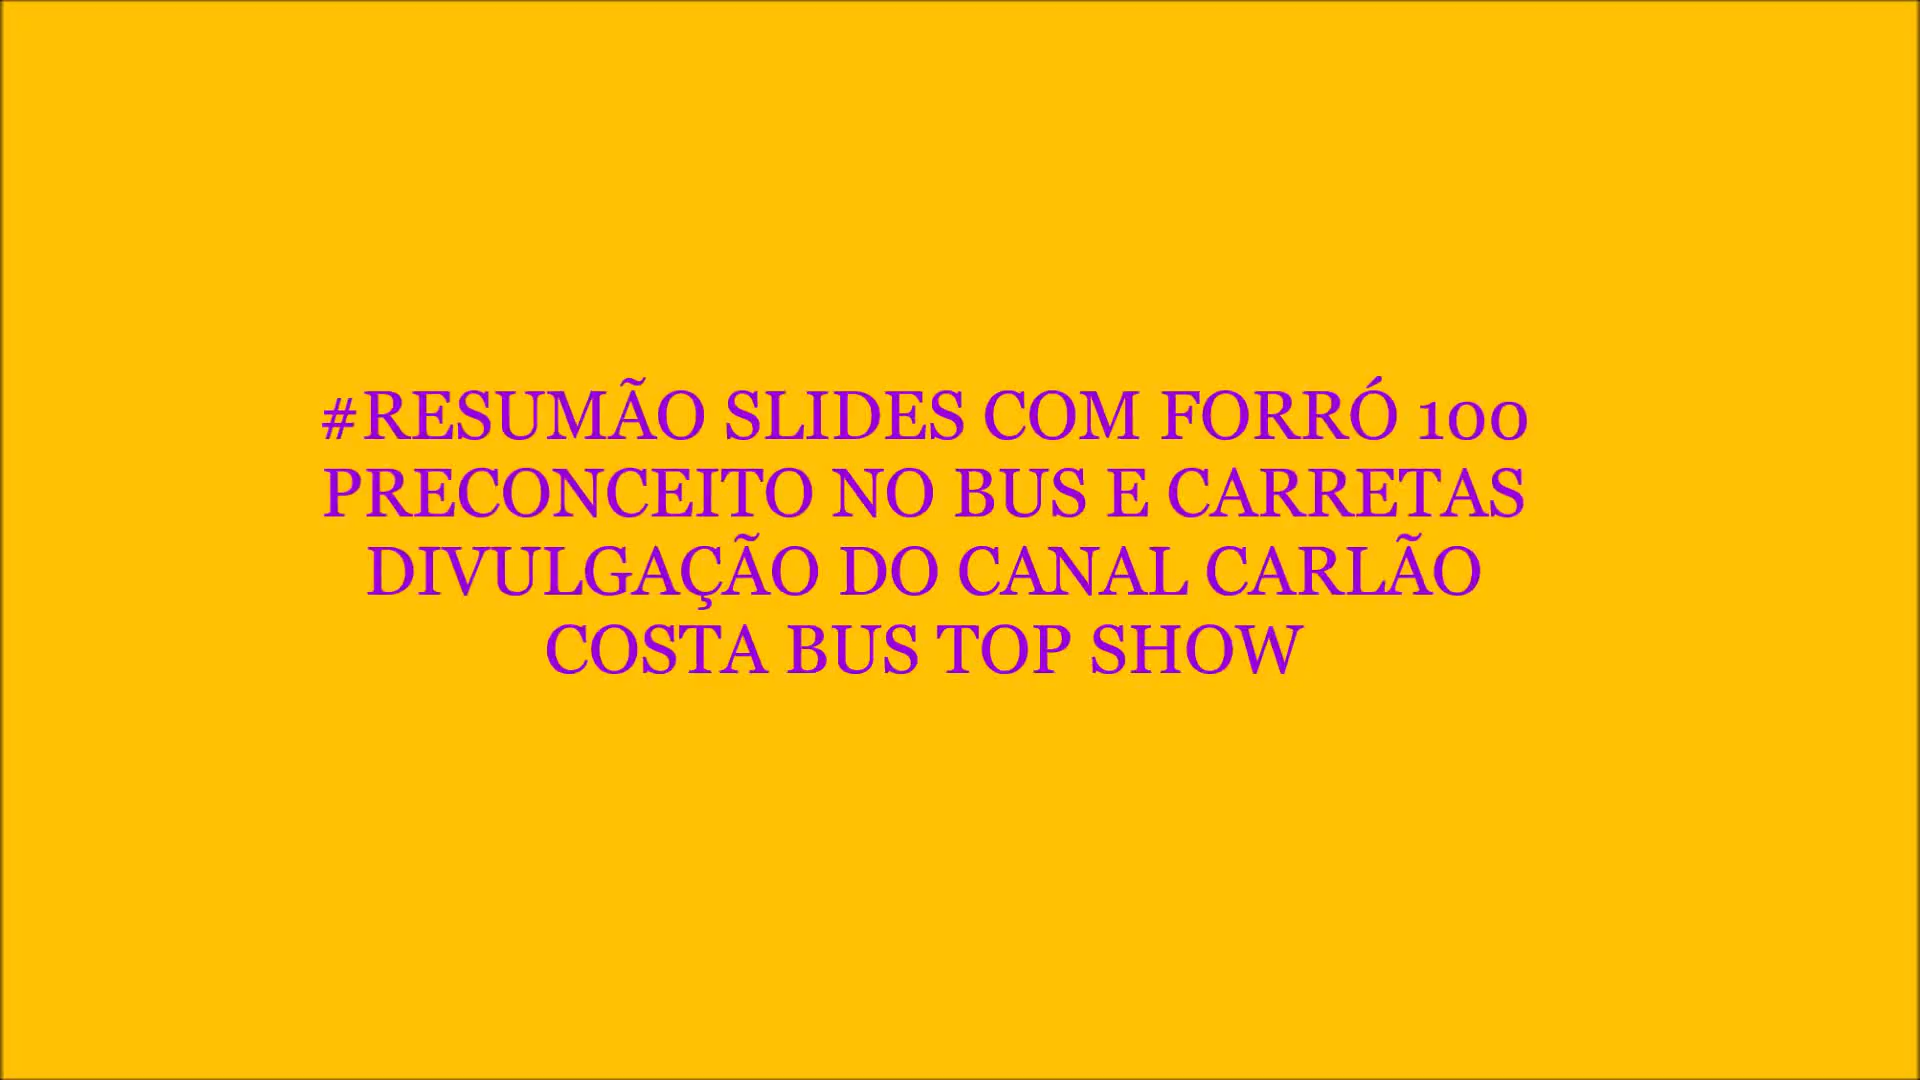 #RESUMÃO SLIDES COM FORRÓ 100
PRECONCEITO NO BUS E CARRETAS
DIVULGAÇÃO DO CANAL CARLÃO
COSTA BUS TOP SHOW